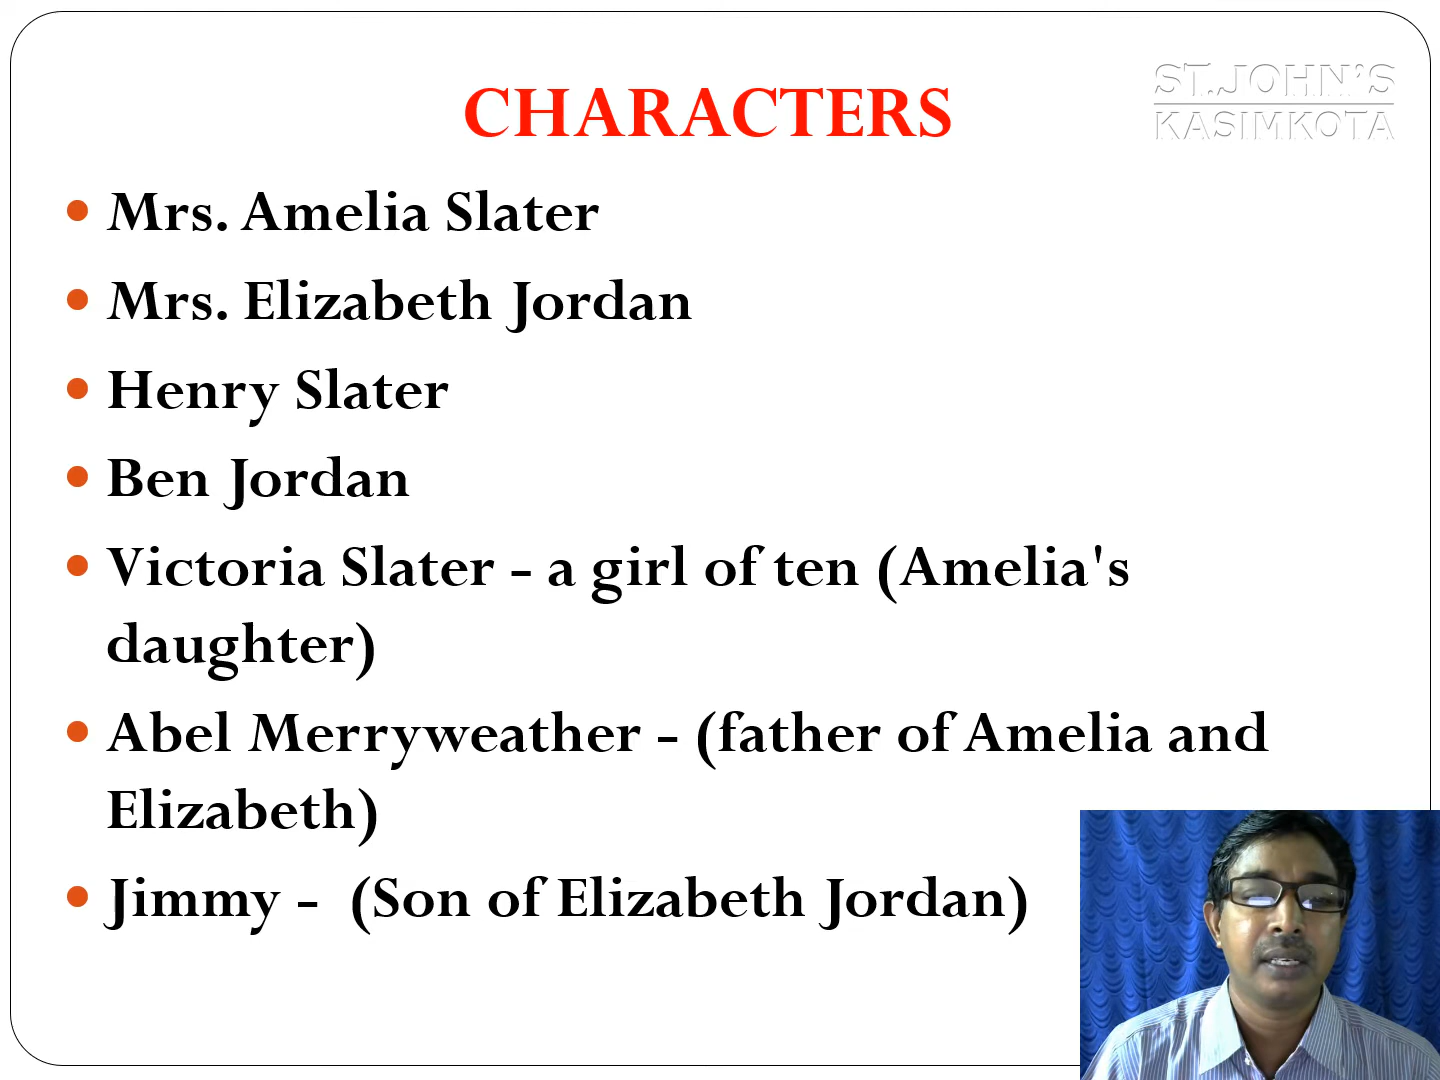 CHARACTERS
ST.JOHN'S
KASIMKOTA
• Mrs. Amelia Slater
• Mrs. Elizabeth Jordan
• Henry Slater
• Ben Jordan
• Victoria Slater - a girl of ten (Amelia's
daughter)
• Abel Merryweather - (father of Amelia and
Elizabeth)
• Jimmy - (Son of Elizabeth Jordan)